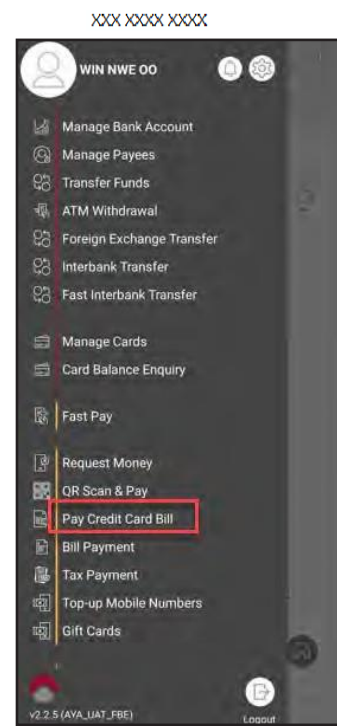 XXX XXXX XXXX
WIN NWE OO
Manage Bank Account
Manage Payees
Transfer Funds
ATM Withdrawal
Foreign Exchange Transfer
Interbank Transfer
Fast Interbank Transfer
Manage Cards
Card Balance Enquiry
Fast Pay
Request Money
QR Scan & Pay
Pay Credit Card Bill
Bill Payment
Tax Payment
Top-up Mobile Numbers
Gift Cards
v2.2.5 (AYA_UAT_FBE)
Logout